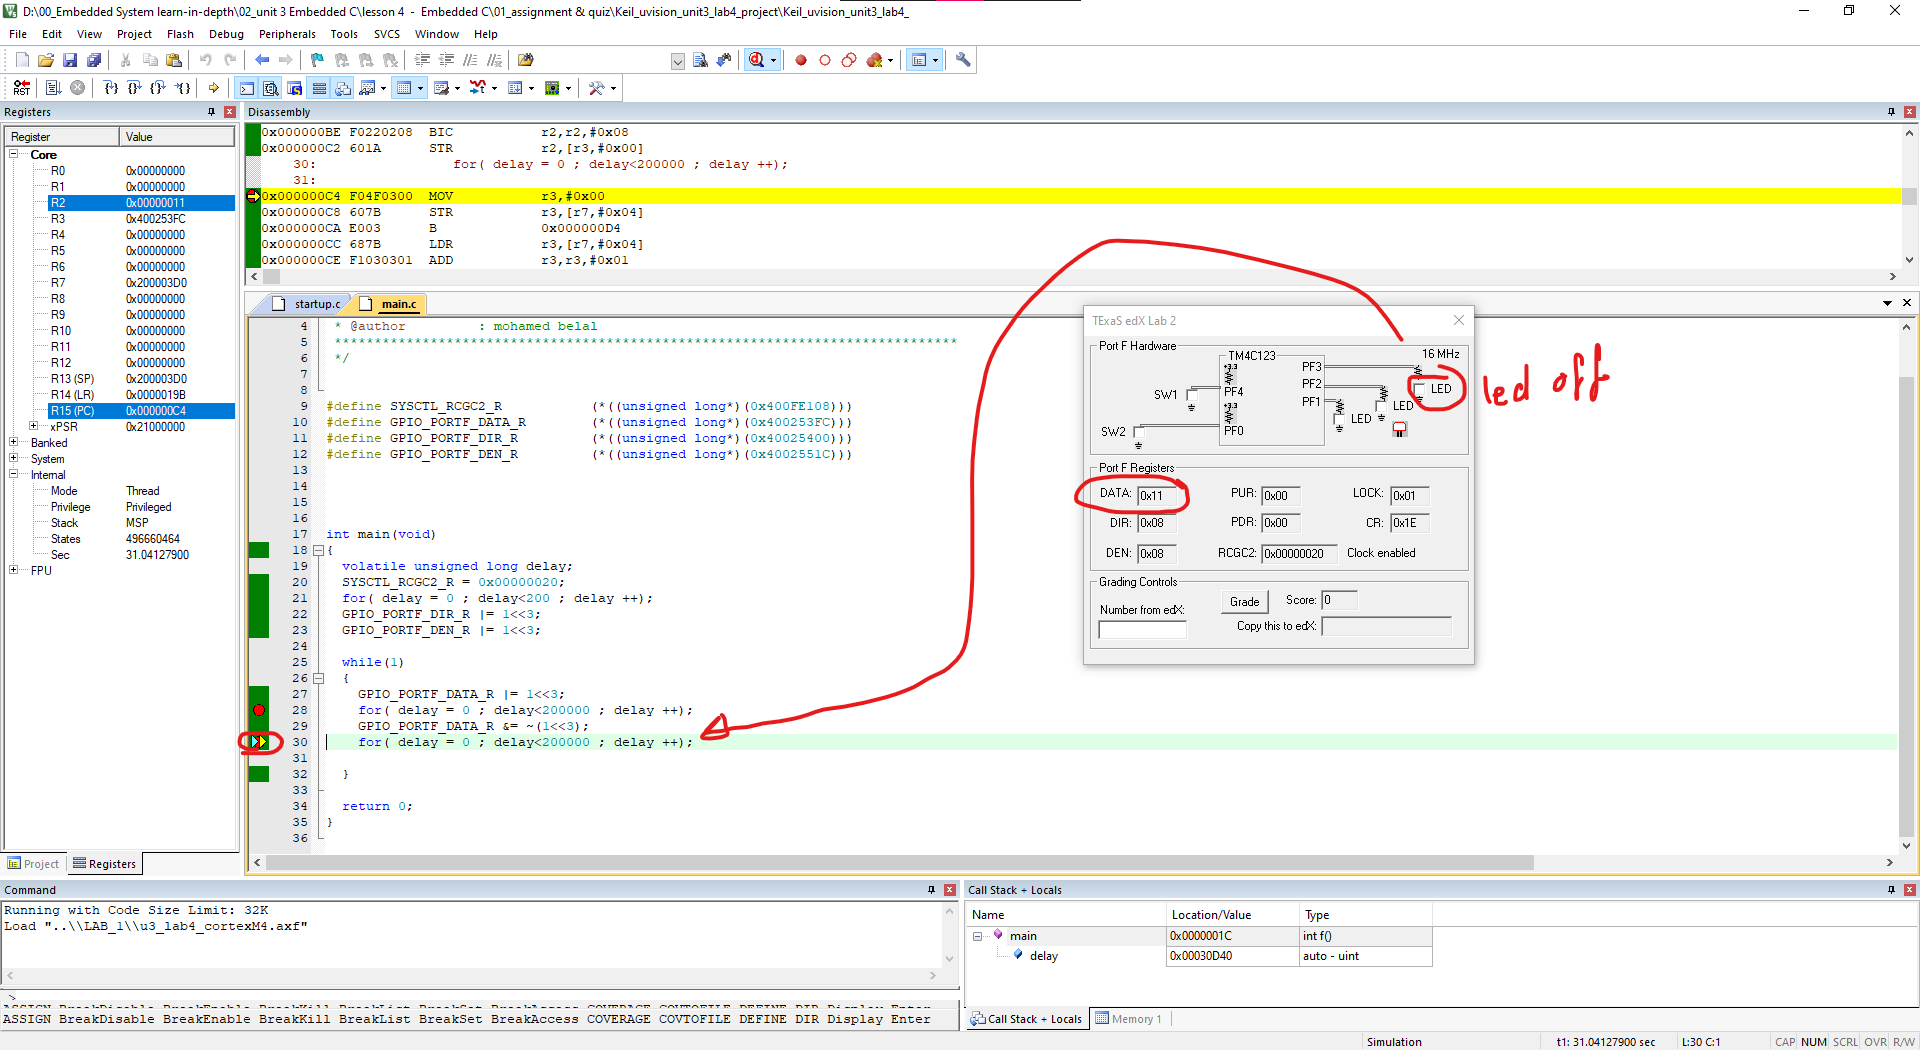 D:\00_Embedded System learn-in-depth\02_unit 3 Embedded C\lesson 4 - Embedded C\01_assignment & quiz\Keil_uvision_unit3_lab4_project\Keil_uvision_unit3_lab4_
File Edit View Project Flash Debug Peripherals Tools SVCS Window Help
Registers
Register Value
Core
R0 0x00000000
R1 0x00000000
R2 0x00000011
R3 0x400253FC
R4 0x00000000
R5 0x00000000
R6 0x00000000
R7 0x200003D0
R8 0x00000000
R9 0x00000000
R10 0x00000000
R11 0x00000000
R12 0x00000000
R13 (SP) 0x200003D0
R14 (LR) 0x0000019B
R15 (PC) 0x000000C4
xPSR 0x21000000
Banked
System
Internal
Mode Thread
Privilege Privileged
Stack MSP
States 496660464
Sec 31.04127900
FPU
Project Registers
Disassembly
0x000000BE F0220208 BIC r2,r2,#0x08
0x000000C2 601A STR r2,[r3,#0x00]
30: for( delay = 0 ; delay<200000 ; delay ++);
31:
0x000000C4 F04F0300 MOV r3,#0x00
0x000000C8 607B STR r3,[r7,#0x04]
0x000000CA E003 B 0x000000D4
0x000000CC 687B LDR r3,[r7,#0x04]
0x000000CE F1030301 ADD r3,r3,#0x01
startup.c main.c
4 * @author : mohamed belal
5 ******************************************************************************
6 */
7
8
9 #define SYSCTL_RCGC2_R (*((unsigned long*)(0x400FE108)))
10 #define GPIO_PORTF_DATA_R (*((unsigned long*)(0x400253FC)))
11 #define GPIO_PORTF_DIR_R (*((unsigned long*)(0x40025400)))
12 #define GPIO_PORTF_DEN_R (*((unsigned long*)(0x4002551C)))
13
14
15
16
17 int main(void)
18 {
19 volatile unsigned long delay;
20 SYSCTL_RCGC2_R = 0x00000020;
21 for( delay = 0 ; delay<200 ; delay ++);
22 GPIO_PORTF_DIR_R |= 1<<3;
23 GPIO_PORTF_DEN_R |= 1<<3;
24
25 while(1)
26 {
27 GPIO_PORTF_DATA_R |= 1<<3;
28 for( delay = 0 ; delay<200000 ; delay ++);
29 GPIO_PORTF_DATA_R &= ~(1<<3);
30 for( delay = 0 ; delay<200000 ; delay ++);
31
32 }
33
34 return 0;
35 }
36
TExaS edX Lab 2
Port F Hardware
16 MHz
TM4C123
+3.3
PF4
+3.3
PF0
PF3
PF2
PF1
SW1
SW2
LED
LED
LED
led off
Port F Registers
DATA: 0x11 PUR: 0x00 LOCK: 0x01
DIR: 0x08 PDR: 0x00 CR: 0x1E
DEN: 0x08 RCGC2: 0x00000020 Clock enabled
Grading Controls
Number from edX: Grade Score: 0
Copy this to edX:
Command
Running with Code Size Limit: 32K
Load "..\\LAB_1\\u3_lab4_cortexM4.axf"
>
ASSIGN BreakDisable BreakEnable BreakKill BreakList BreakSet BreakAccess COVERAGE COVTOFILE DEFINE DIR Display Enter
ASSIGN BreakDisable BreakEnable BreakKill BreakList BreakSet BreakAccess COVERAGE COVTOFILE DEFINE DIR Display Enter
Call Stack + Locals
Name Location/Value Type
main 0x0000001C int f()
delay 0x00030D40 auto - uint
Call Stack + Locals Memory 1
Simulation t1: 31.04127900 sec L:30 C:1 CAP NUM SCRL OVR R/W